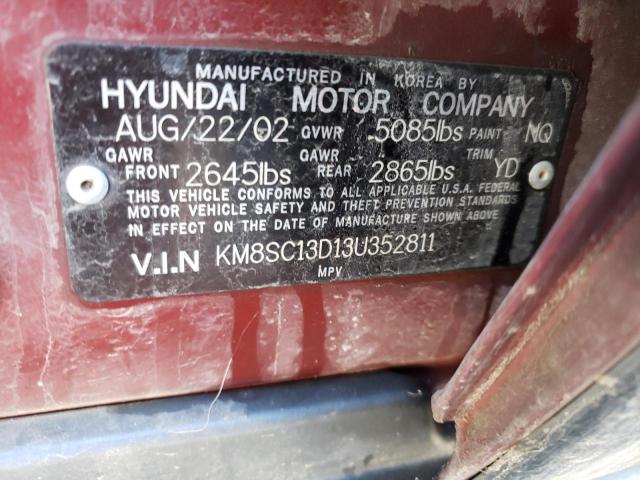 MANUFACTURED IN KOREA BY
HYUNDAI MOTOR COMPANY
AUG/22/02 GVWR 5085lbs PAINT NQ
GAWR FRONT 2645lbs GAWR REAR 2865lbs TRIM YD
THIS VEHICLE CONFORMS TO ALL APPLICABLE U.S.A. FEDERAL
MOTOR VEHICLE SAFETY AND THEFT PREVENTION STANDARDS
IN EFFECT ON THE DATE OF MANUFACTURE SHOWN ABOVE
V.I.N KM8SC13D13U352811
MPV